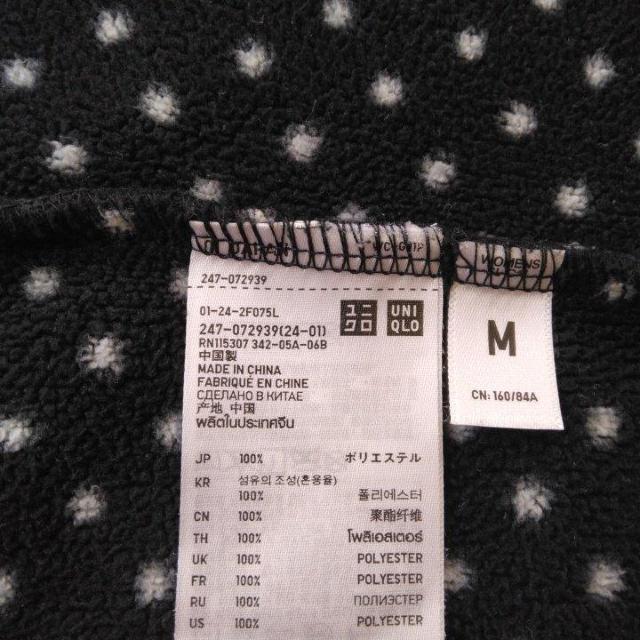 247-072939
01-24-2F075L
ユニクロ
UNIQLO
247-072939(24-01)
RN115307 342-05A-06B
中国製
MADE IN CHINA
FABRIQUÉ EN CHINE
СДЕЛАНО В КИТАЕ
产地 中国
ผลิตในประเทศจีน
JP 100% ポリエステル
KR 섬유의 조성(혼용율)
100% 폴리에스터
CN 100% 聚酯纤维
TH 100% โพลีเอสเตอร์
UK 100% POLYESTER
FR 100% POLYESTER
RU 100% ПОЛИЭСТЕР
US 100% POLYESTER
WOMENS
M
CN: 160/84A